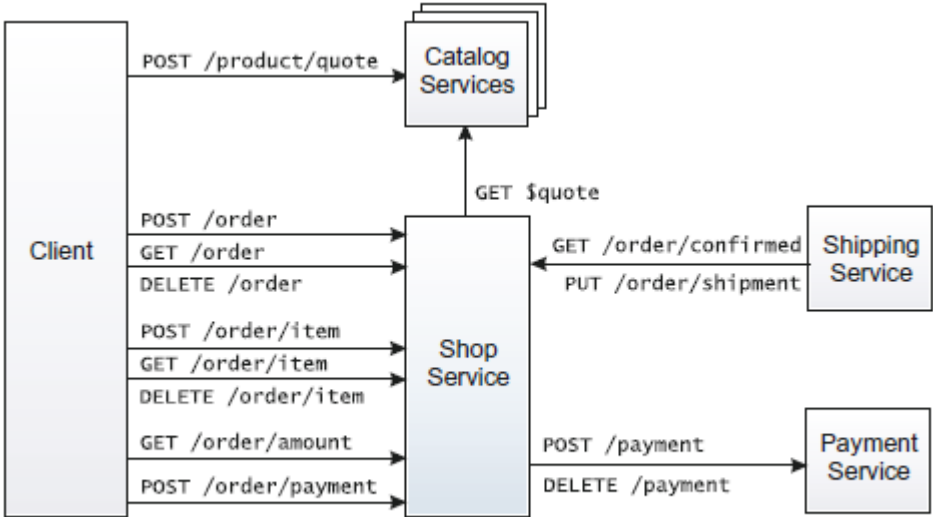 POST /product/quote
Catalog
Services
GET $quote
Client
POST /order
GET /order
DELETE /order
POST /order/item
GET /order/item
DELETE /order/item
GET /order/amount
POST /order/payment
Shop
Service
GET /order/confirmed
PUT /order/shipment
Shipping
Service
POST /payment
DELETE /payment
Payment
Service